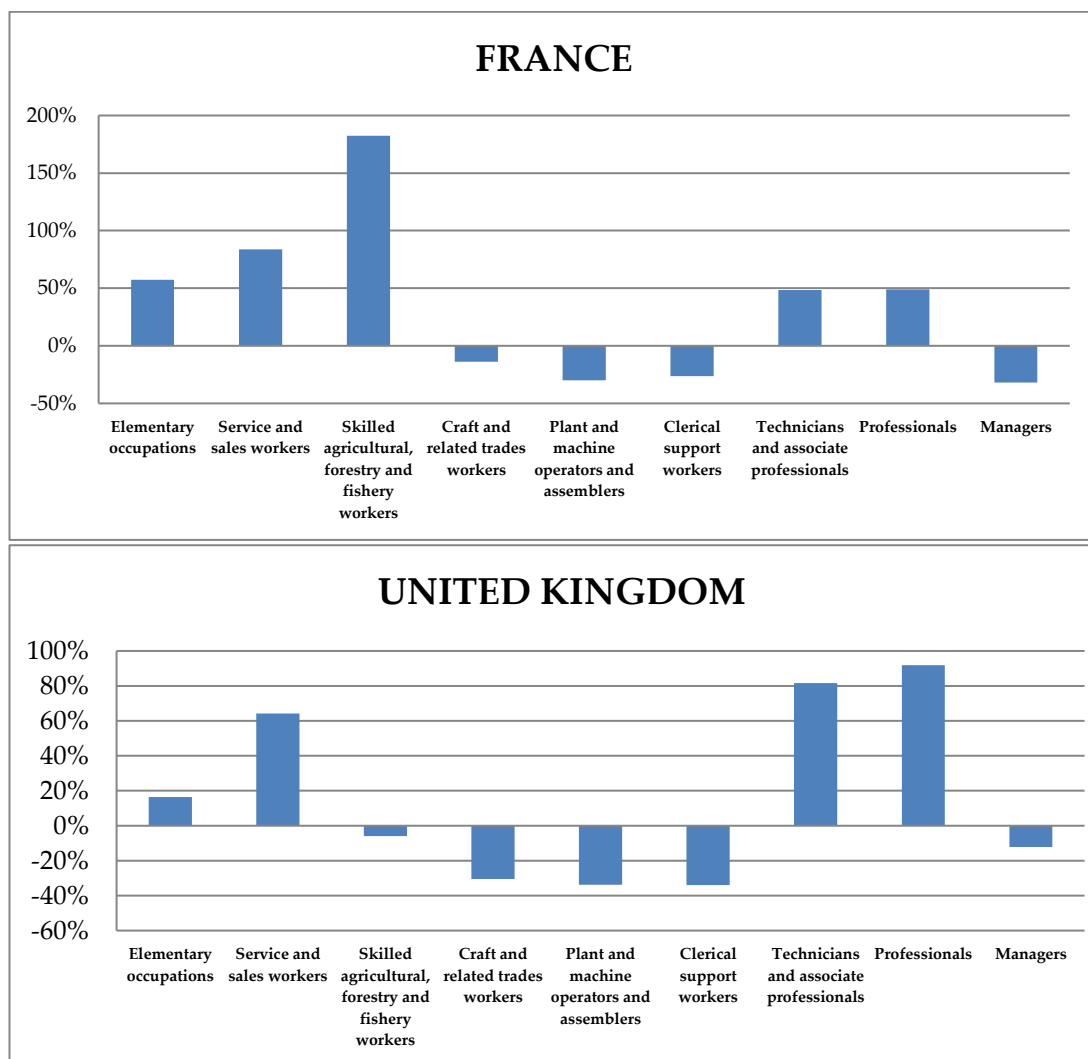 FRANCE
200%
150%
100%
50%
0%
-50%
Elementary occupations
Service and sales workers
Skilled agricultural, forestry and fishery workers
Craft and related trades workers
Plant and machine operators and assemblers
Clerical support workers
Technicians and associate professionals
Professionals
Managers
UNITED KINGDOM
100%
80%
60%
40%
20%
0%
-20%
-40%
-60%
Elementary occupations
Service and sales workers
Skilled agricultural, forestry and fishery workers
Craft and related trades workers
Plant and machine operators and assemblers
Clerical support workers
Technicians and associate professionals
Professionals
Managers